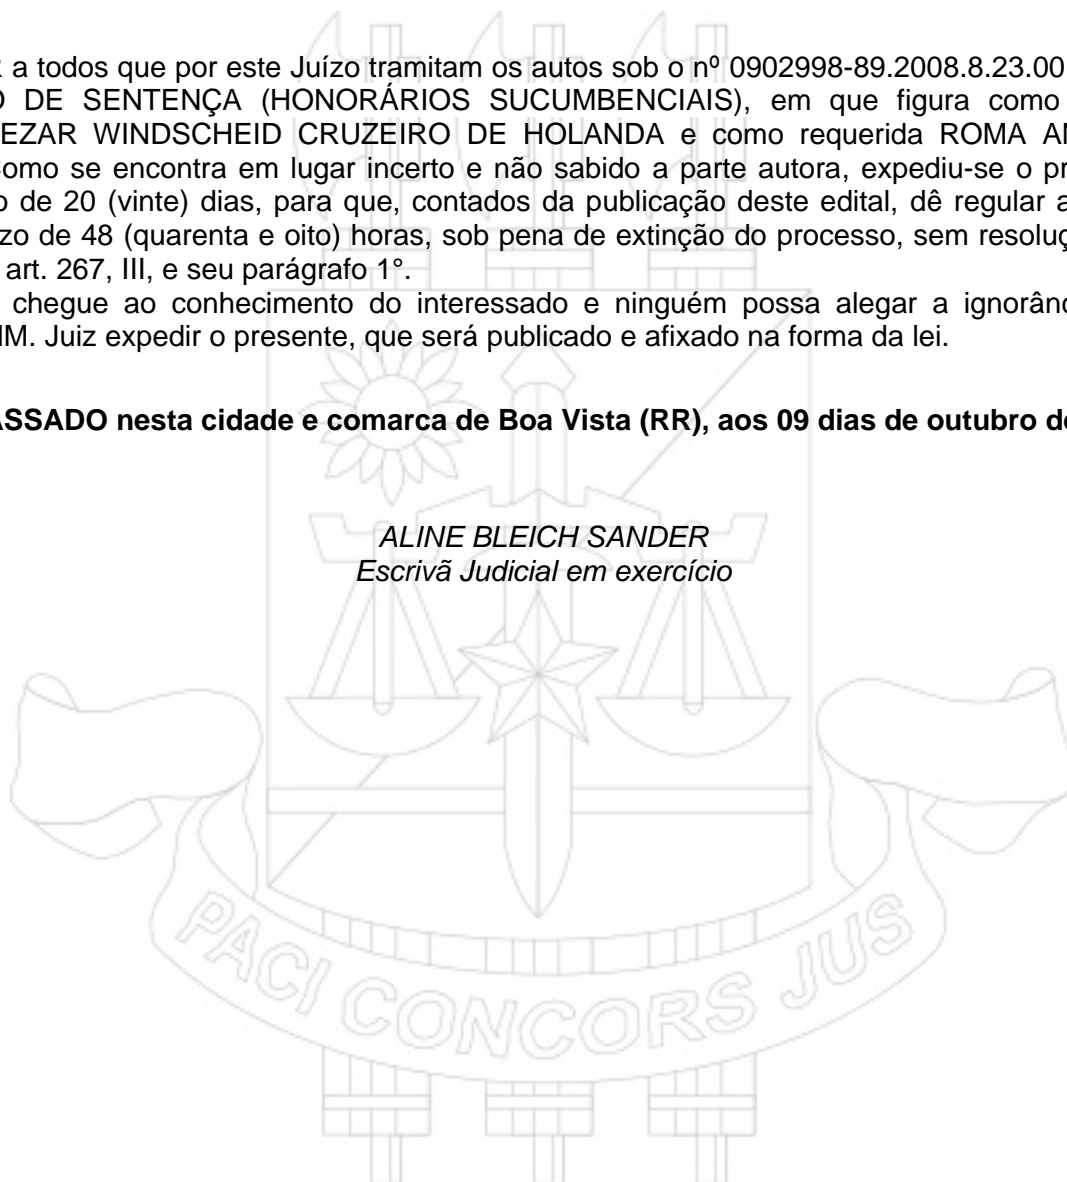 a todos que por este Juízo tramitam os autos sob o nº 0902998-89.2008.8.23.00
DE SENTENÇA (HONORÁRIOS SUCUMBENCIAIS), em que figura como
EZAR WINDSCHEID CRUZEIRO DE HOLANDA e como requerida ROMA
omo se encontra em lugar incerto e não sabido a parte autora, expediu-se o
de 20 (vinte) dias, para que, contados da publicação deste edital, dê regular
zo de 48 (quarenta e oito) horas, sob pena de extinção do processo, sem
art. 267, III, e seu parágrafo 1°.
chegue ao conhecimento do interessado e ninguém possa alegar a
MM. Juiz expedir o presente, que será publicado e afixado na forma da lei.
ASSADO nesta cidade e comarca de Boa Vista (RR), aos 09 dias de outubro
ALINE BLEICH SANDER
Escrivã Judicial em exercício
PACI CONCORS JUS